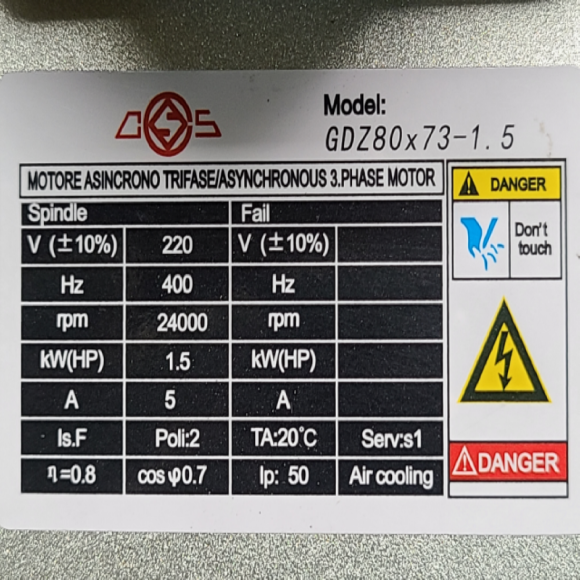 Model:
GDZ80x73-1.5
MOTORE ASINCRONO TRIFASE/ASYNCHRONOUS 3.PHASE MOTOR
Spindle Fail
V (±10%) 220 V (±10%)
Hz 400 Hz
rpm 24000 rpm
kW(HP) 1.5 kW(HP)
A 5 A
Is.F Poli:2 TA:20°C Serv:s1
η=0.8 cosφ0.7 Ip: 50 Air cooling
DANGER
Don't
touch
DANGER